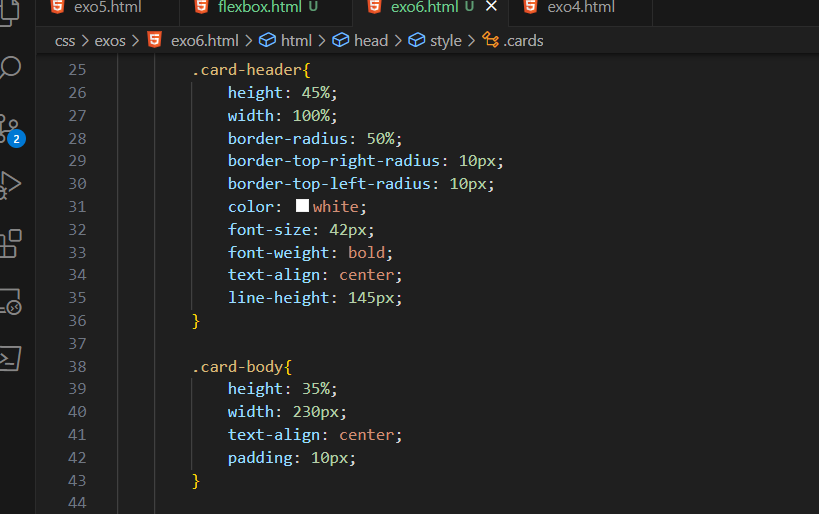 exo5.html flexbox.html U exo6.html U exo4.html
css > exos > exo6.html > html > head > style > .cards
25 .card-header{
26 height: 45%;
27 width: 100%;
28 border-radius: 50%;
29 border-top-right-radius: 10px;
30 border-top-left-radius: 10px;
31 color: white;
32 font-size: 42px;
33 font-weight: bold;
34 text-align: center;
35 line-height: 145px;
36 }
37
38 .card-body{
39 height: 35%;
40 width: 230px;
41 text-align: center;
42 padding: 10px;
43 }
44
2